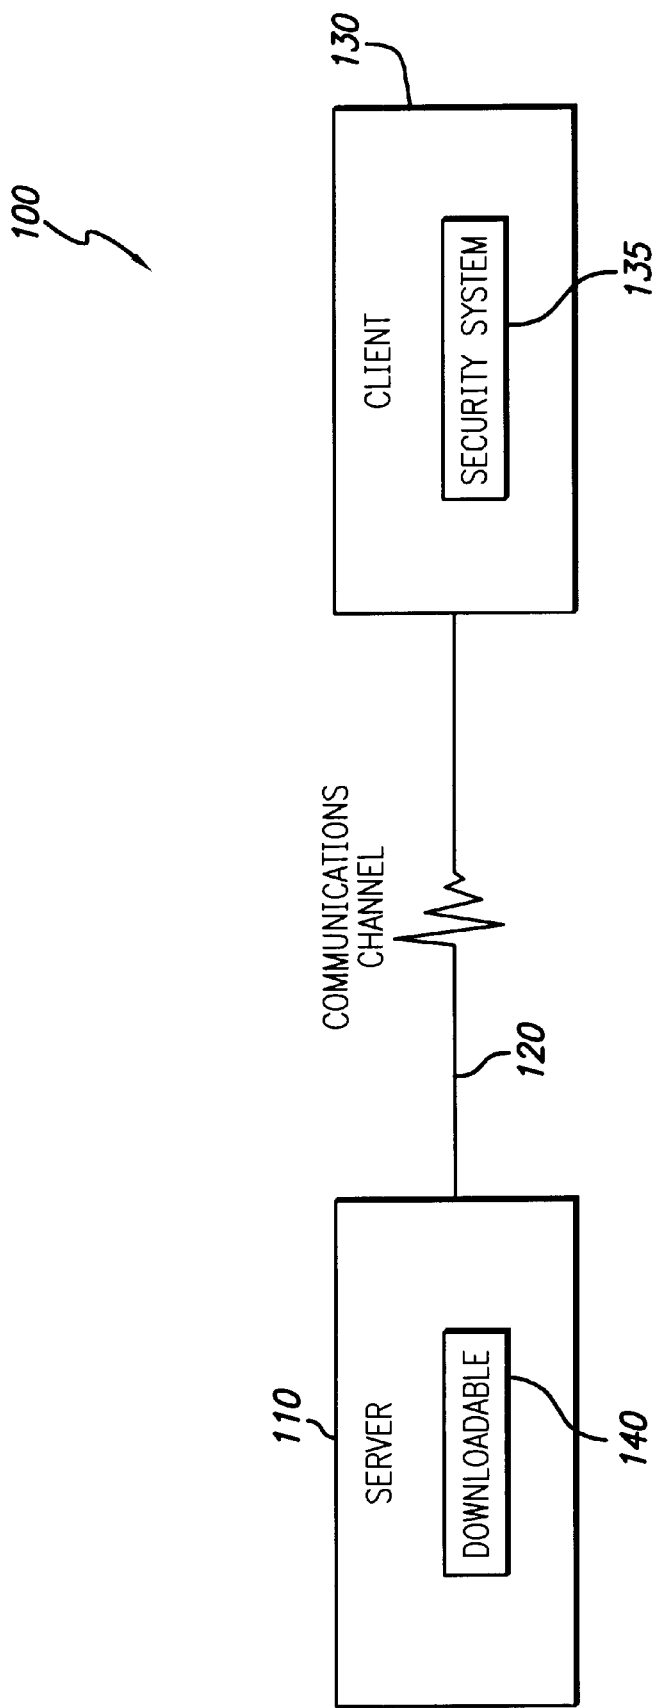 100
110
SERVER
DOWNLOADABLE
140
COMMUNICATIONS
CHANNEL
120
130
CLIENT
SECURITY SYSTEM
135